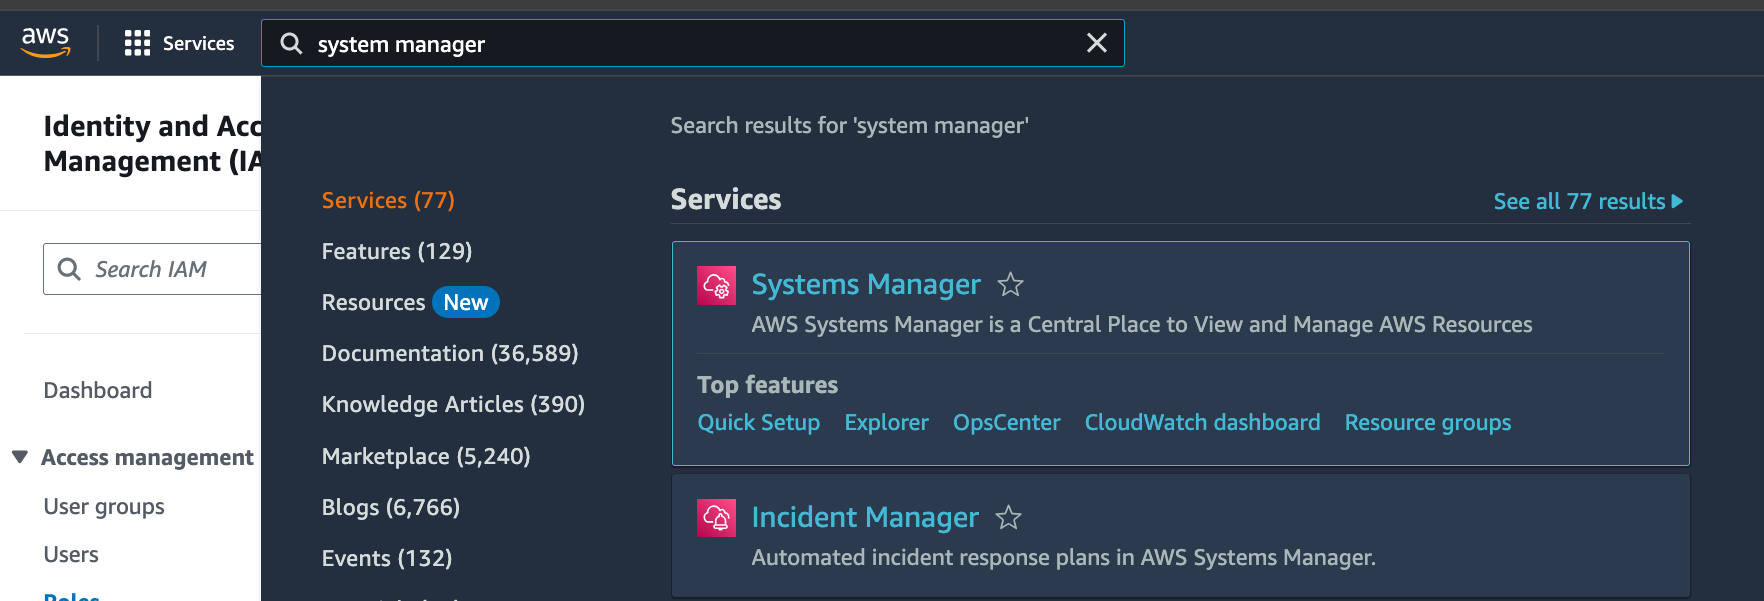 aws
Services
system manager
Identity and Acc
Management (IA
Search IAM
Dashboard
Access management
User groups
Users
Roles
Services (77)
Features (129)
Resources New
Documentation (36,589)
Knowledge Articles (390)
Marketplace (5,240)
Blogs (6,766)
Events (132)
Search results for 'system manager'
Services
See all 77 results
Systems Manager
AWS Systems Manager is a Central Place to View and Manage AWS Resources
Top features
Quick Setup Explorer OpsCenter CloudWatch dashboard Resource groups
Incident Manager
Automated incident response plans in AWS Systems Manager.